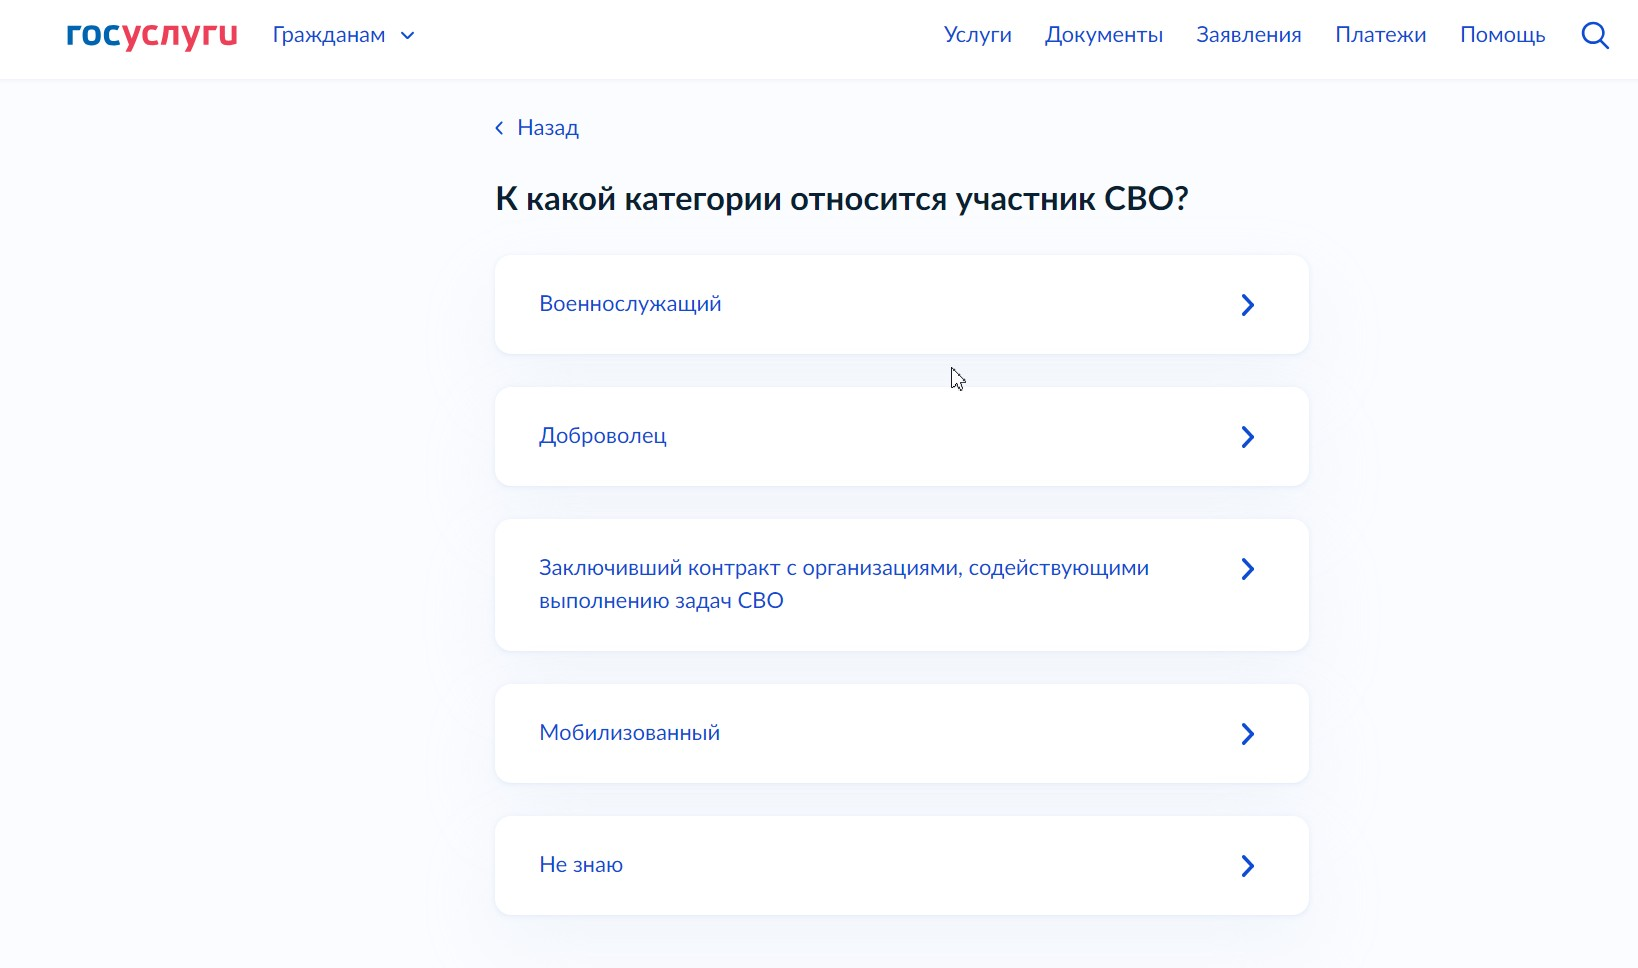 госуслуги Гражданам Услуги Документы Заявления Платежи Помощь
Назад
К какой категории относится участник СВО?
Военнослужащий
Доброволец
Заключивший контракт с организациями, содействующими
выполнению задач СВО
Мобилизованный
Не знаю